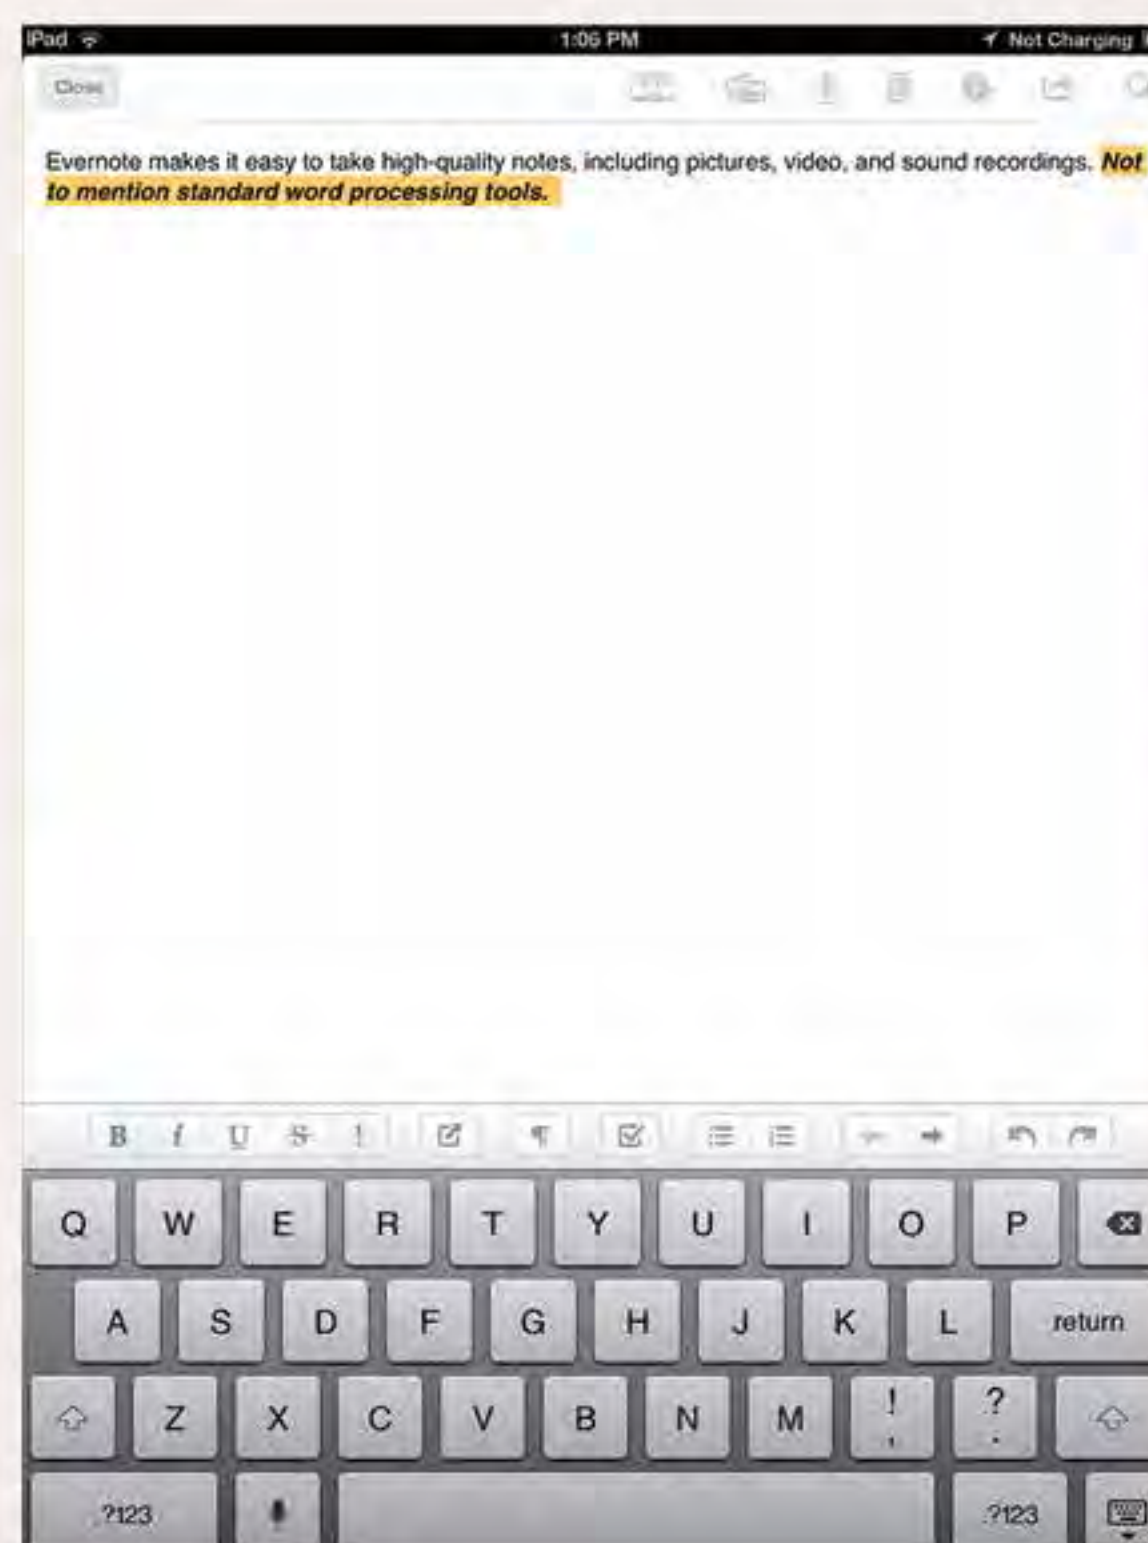 iPad 1:06 PM Not Charging
Close
Evernote makes it easy to take high-quality notes, including pictures, video, and sound recordings. Not
to mention standard word processing tools.
B i U S !
Q W E R T Y U I O P
A S D F G H J K L return
Z X C V B N M ! , ? .
.?123 .?123